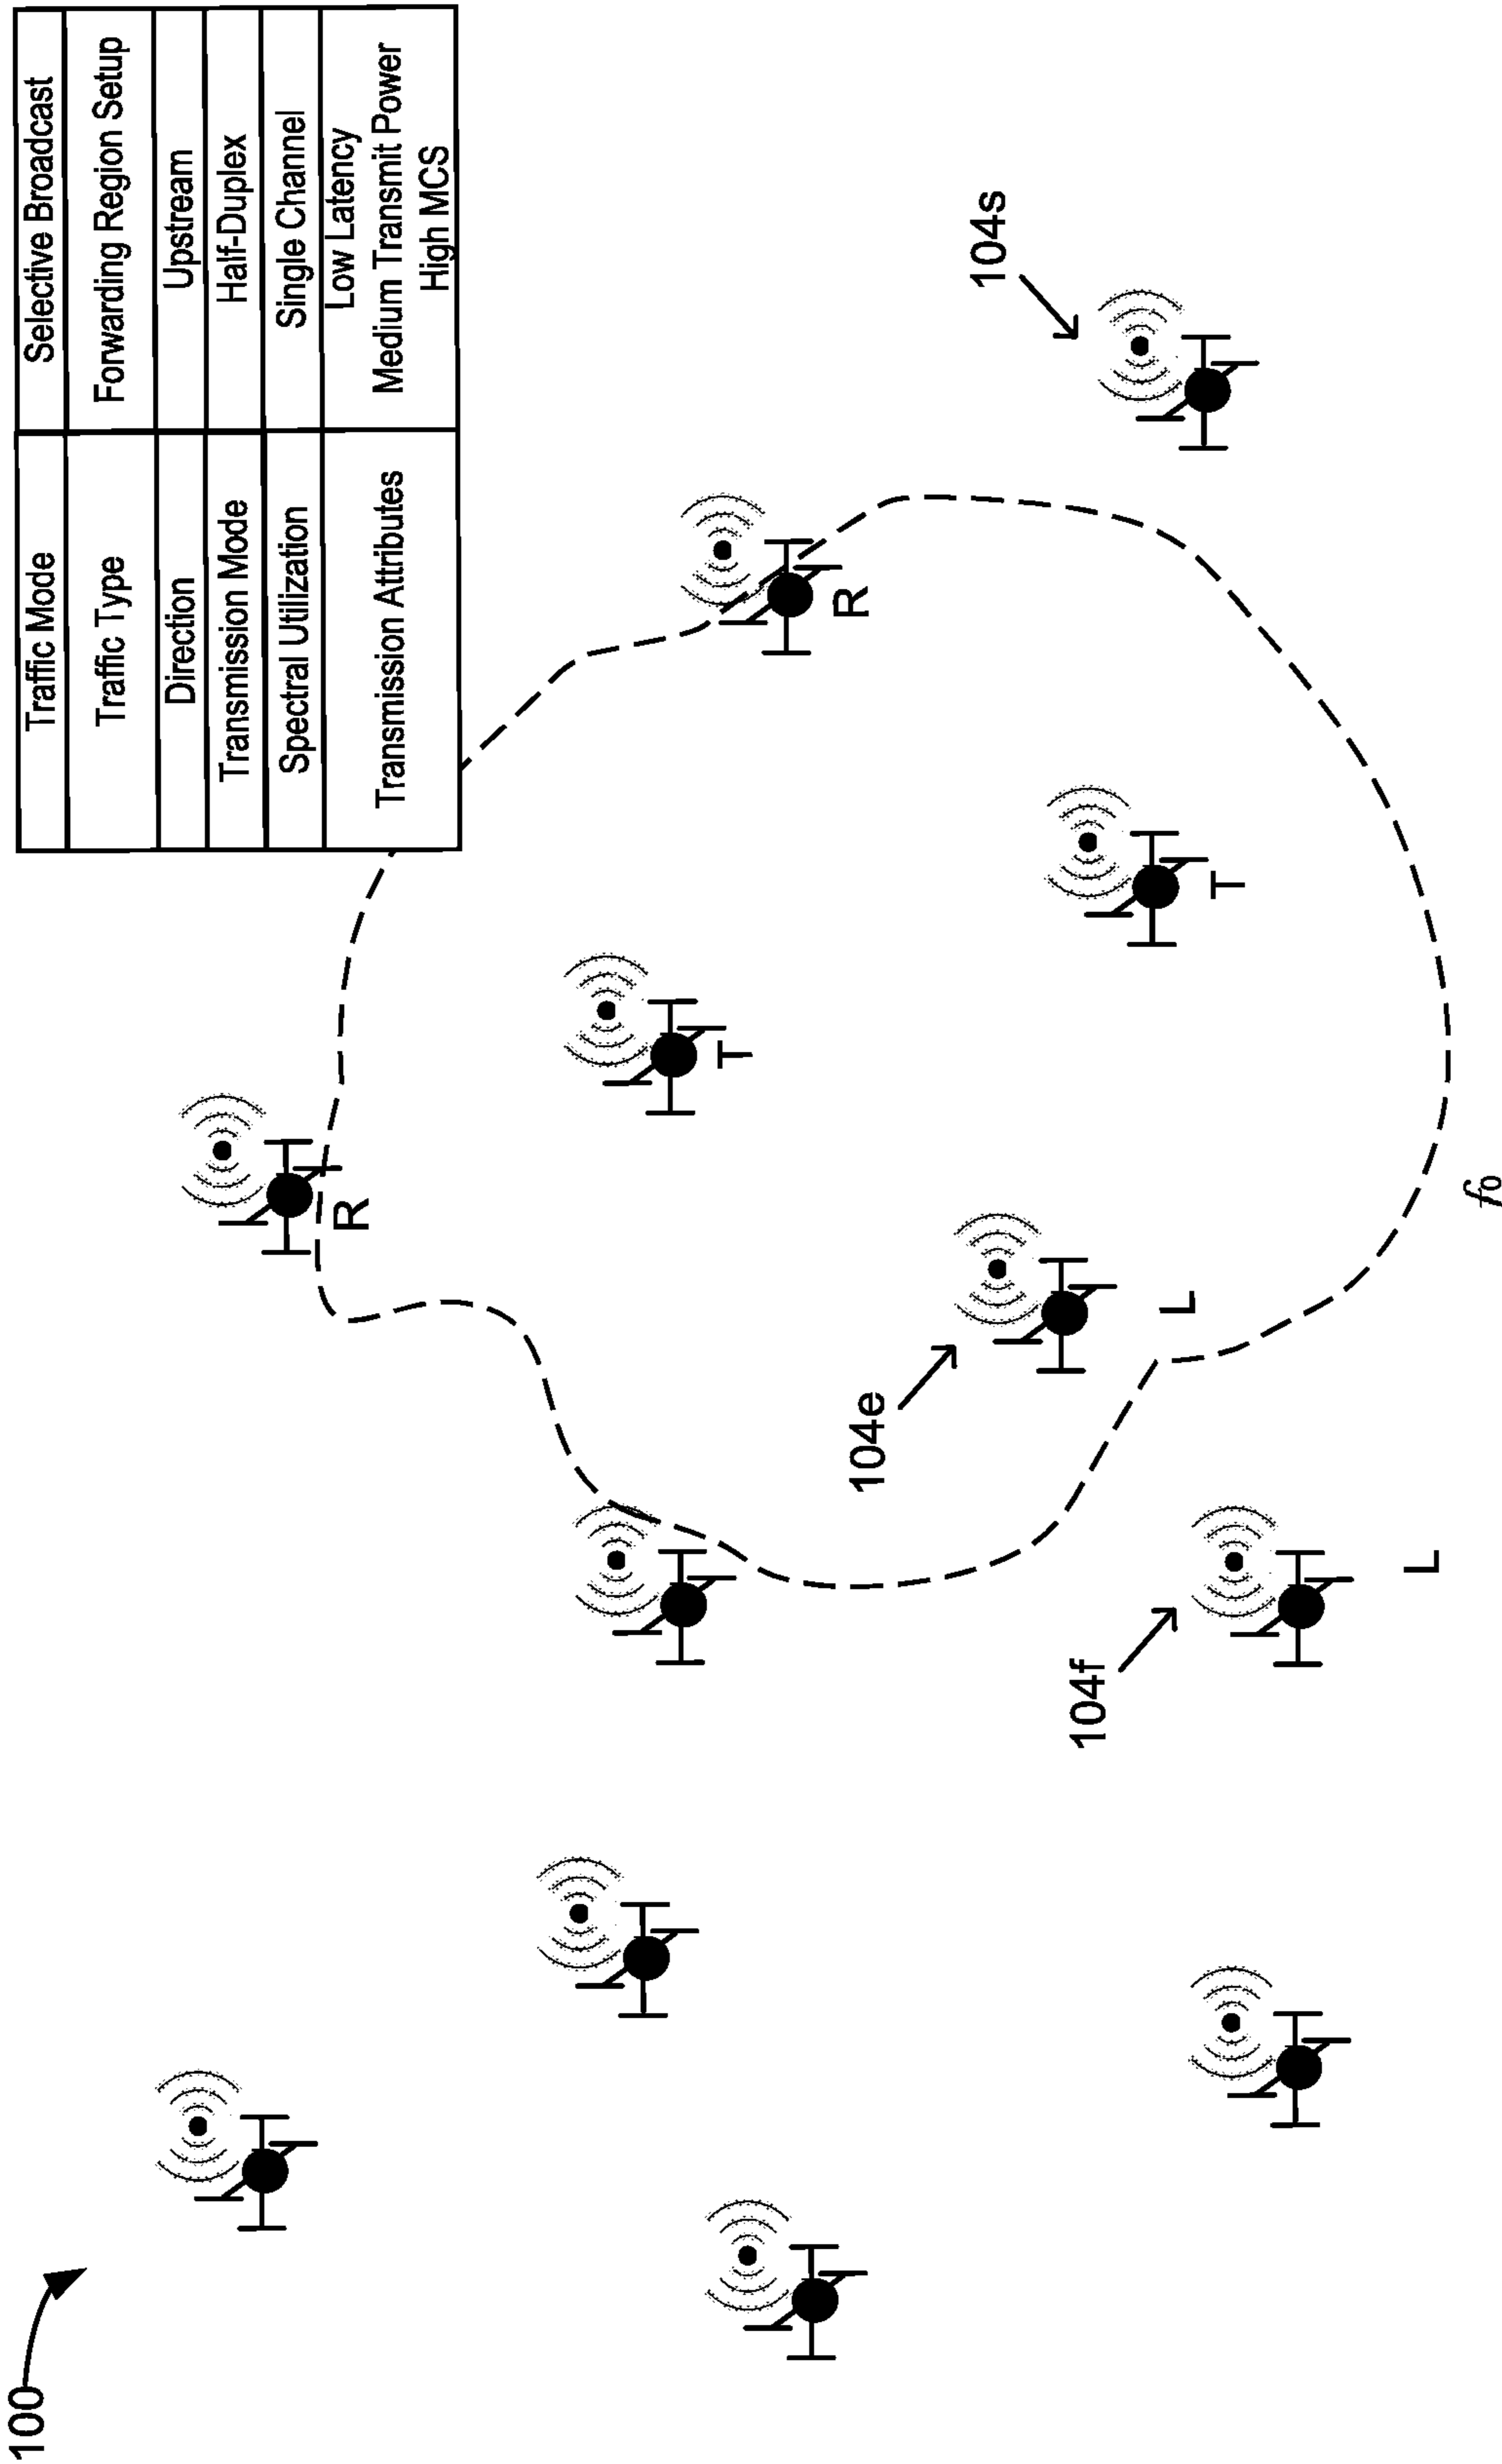 100
Traffic Mode Selective Broadcast
Traffic Type Forwarding Region Setup
Direction Upstream
Transmission Mode Half-Duplex
Spectral Utilization Single Channel
Transmission Attributes Low Latency
Medium Transmit Power
High MCS
R
T
R
104e
104s
104f
L
T
L
f0